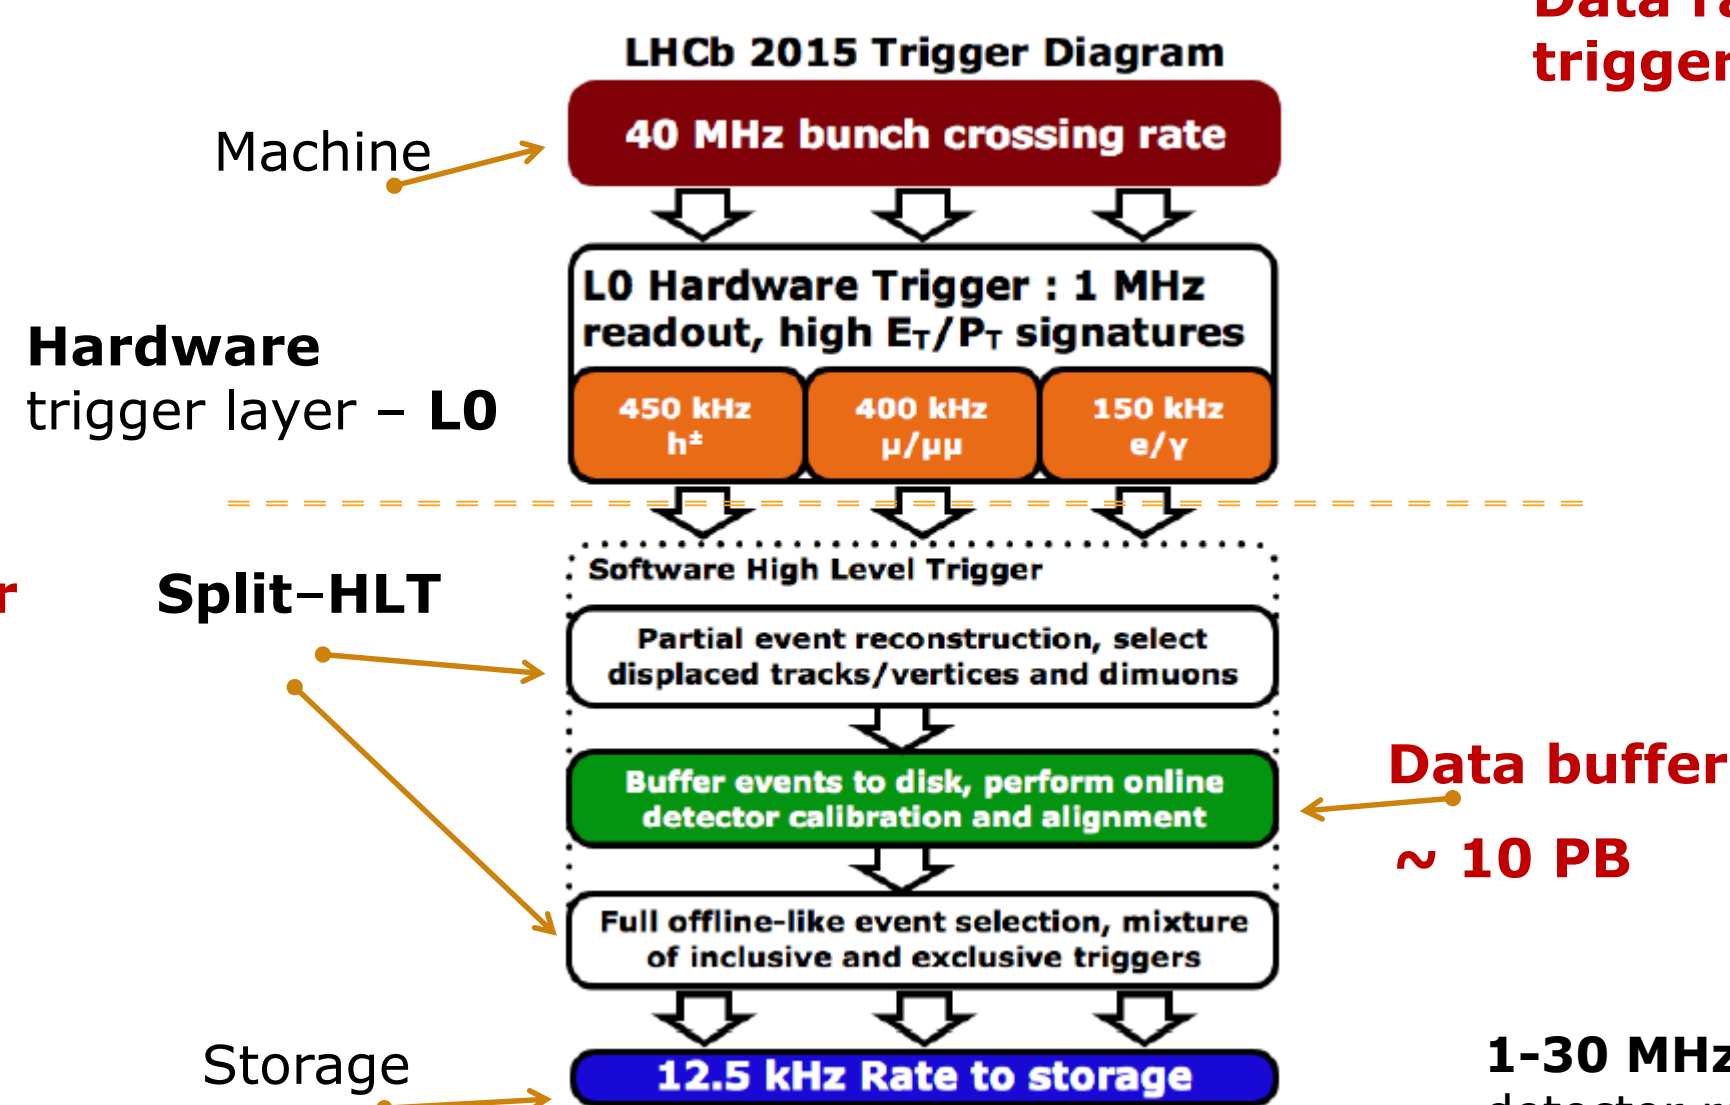 Data ra
trigger
LHCb 2015 Trigger Diagram
Machine
40 MHz bunch crossing rate
L0 Hardware Trigger : 1 MHz
readout, high ET/PT signatures
Hardware
trigger layer – L0
450 kHz
h±
400 kHz
μ/μμ
150 kHz
e/γ
Software High Level Trigger
r
Split–HLT
Partial event reconstruction, select
displaced tracks/vertices and dimuons
Buffer events to disk, perform online
detector calibration and alignment
Data buffer
~ 10 PB
Full offline-like event selection, mixture
of inclusive and exclusive triggers
Storage
12.5 kHz Rate to storage
1-30 MHz